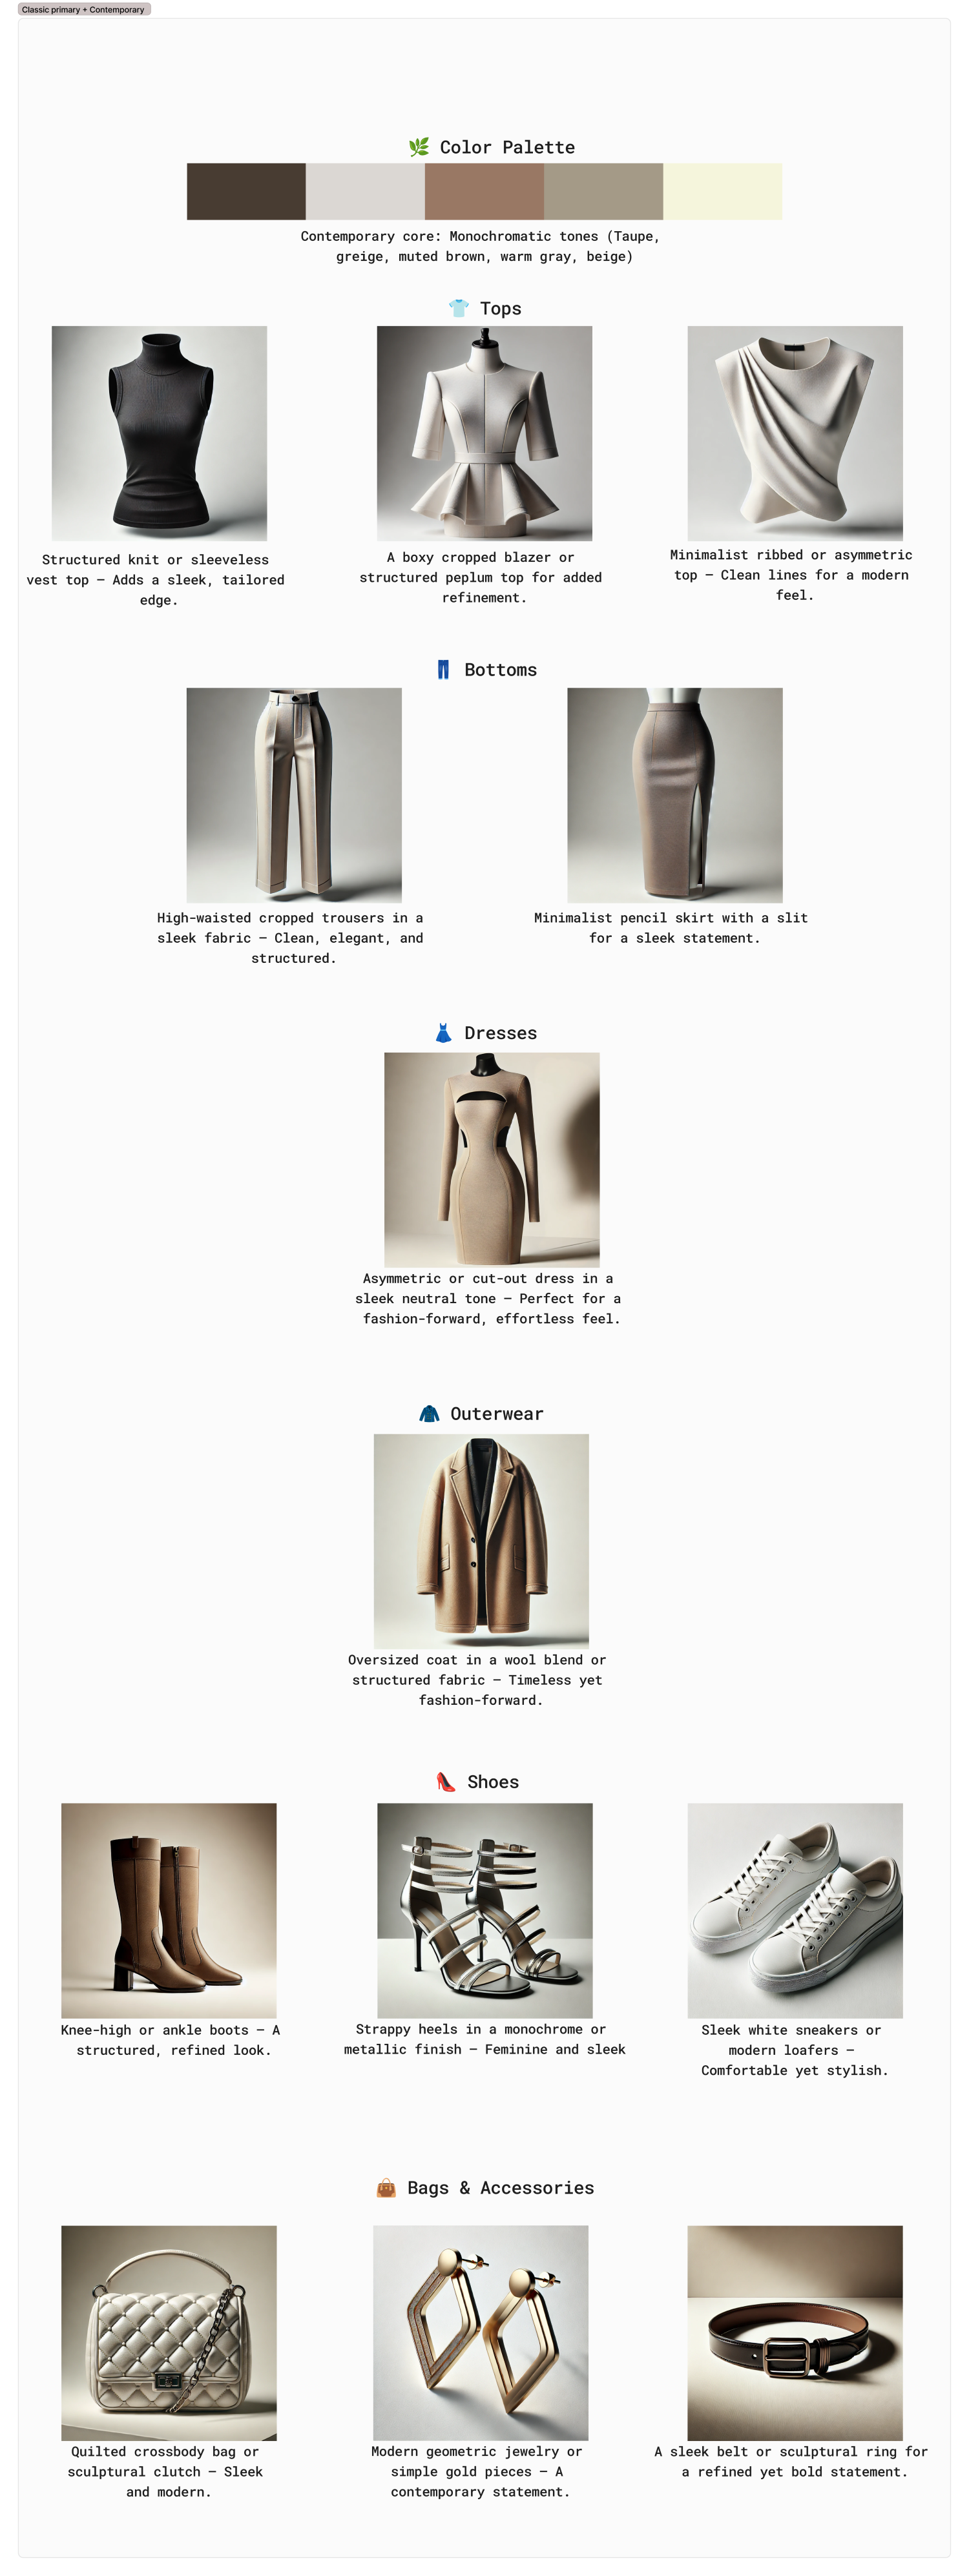 Classic primary + Contemporary
🌿 Color Palette
Contemporary core: Monochromatic tones (Taupe,
greige, muted brown, warm gray, beige)
👕 Tops
Structured knit or sleeveless
vest top – Adds a sleek, tailored
edge.
A boxy cropped blazer or
structured peplum top for added
refinement.
Minimalist ribbed or asymmetric
top – Clean lines for a modern
feel.
👖 Bottoms
High-waisted cropped trousers in a
sleek fabric – Clean, elegant, and
structured.
Minimalist pencil skirt with a slit
for a sleek statement.
👗 Dresses
Asymmetric or cut-out dress in a
sleek neutral tone – Perfect for a
fashion-forward, effortless feel.
🧥 Outerwear
Oversized coat in a wool blend or
structured fabric – Timeless yet
fashion-forward.
👠 Shoes
Knee-high or ankle boots – A
structured, refined look.
Strappy heels in a monochrome or
metallic finish – Feminine and sleek
Sleek white sneakers or
modern loafers –
Comfortable yet stylish.
👜 Bags & Accessories
Quilted crossbody bag or
sculptural clutch – Sleek
and modern.
Modern geometric jewelry or
simple gold pieces – A
contemporary statement.
A sleek belt or sculptural ring for
a refined yet bold statement.